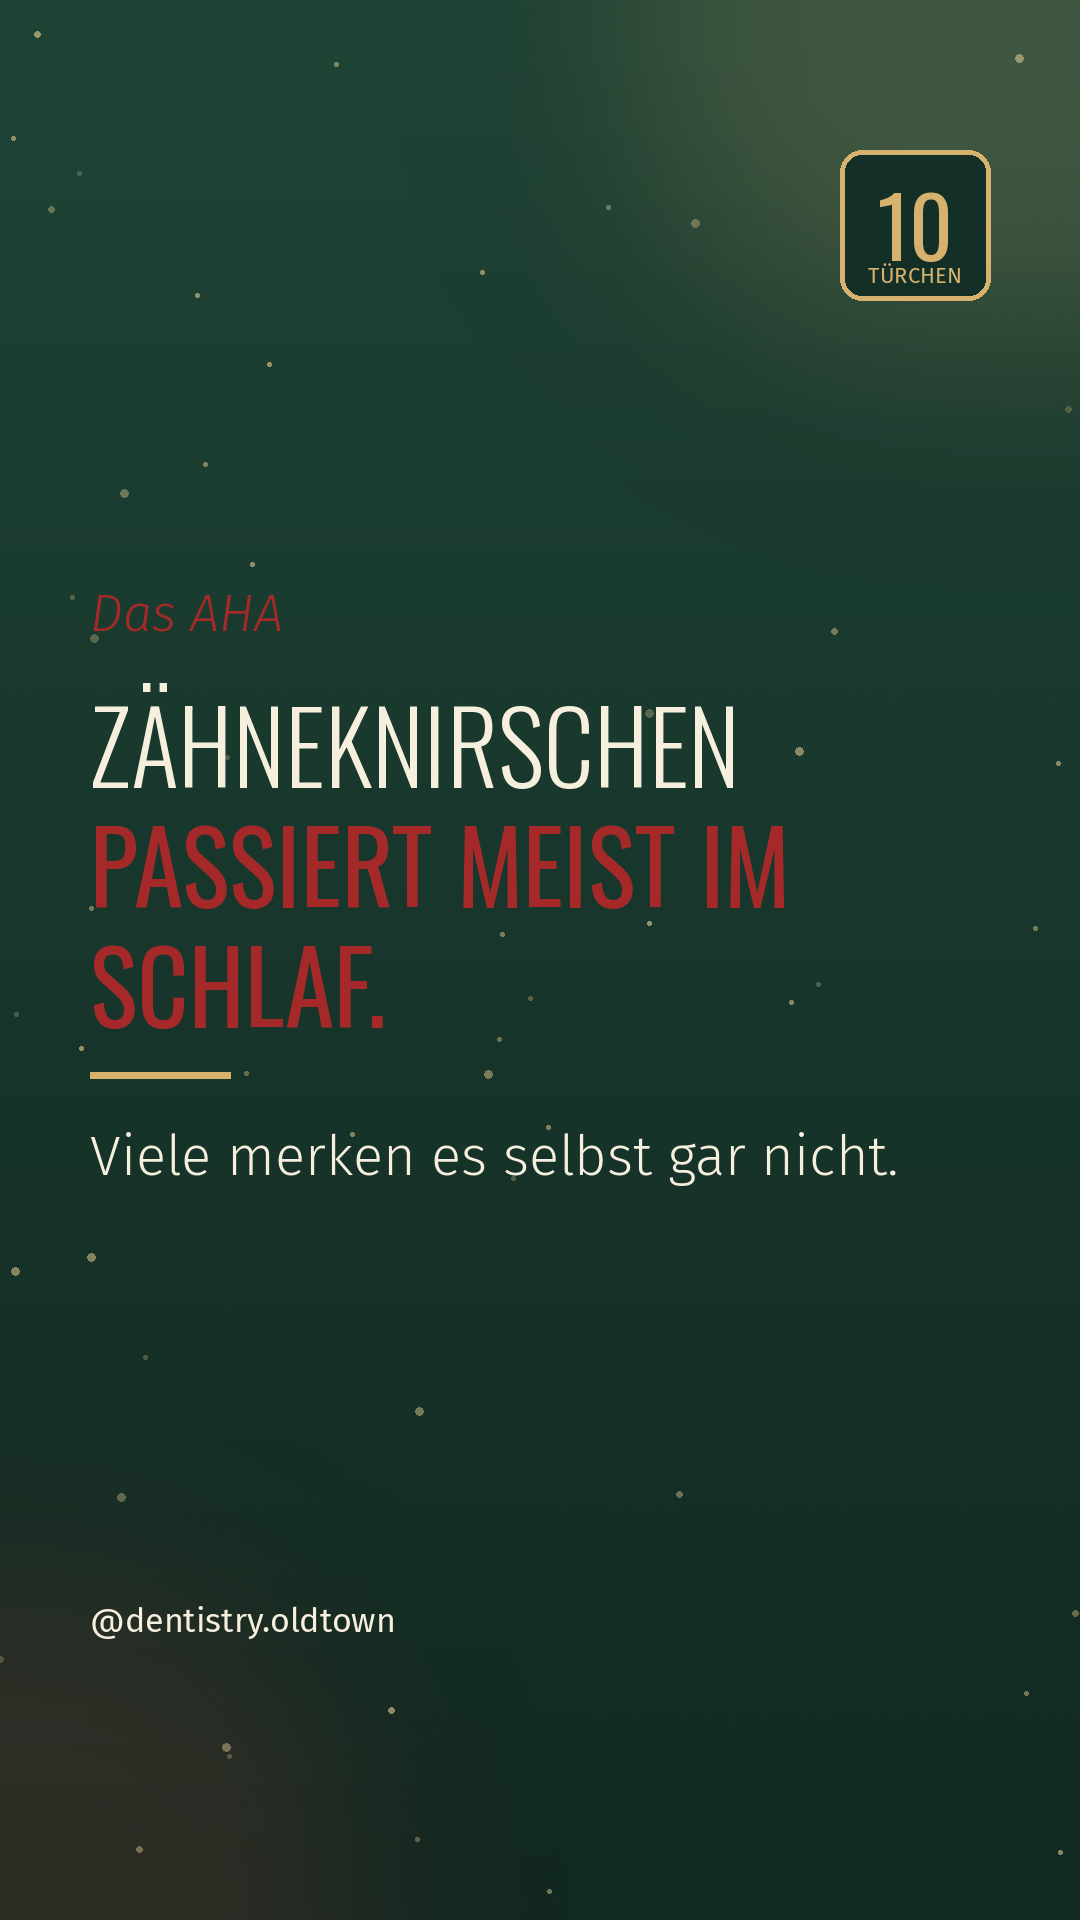 10
TÜRCHEN
Das AHA
ZÄHNEKNIRSCHEN
PASSIERT MEIST IM
SCHLAF.
Viele merken es selbst gar nicht.
@dentistry.oldtown